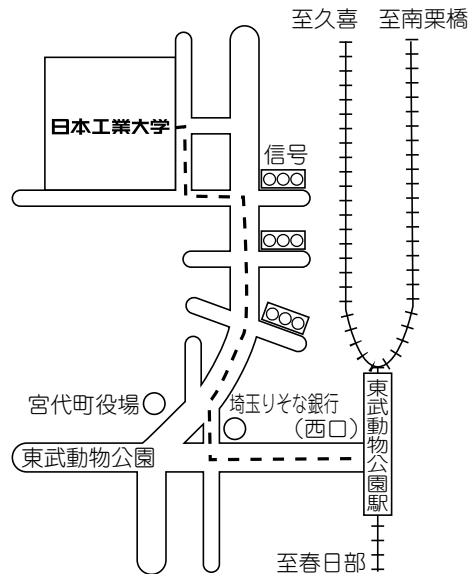 至久喜
至南栗橋
日本工業大学
信号
宮代町役場
埼玉りそな銀行
(西口)
東武動物公園
東武動物公園駅
至春日部